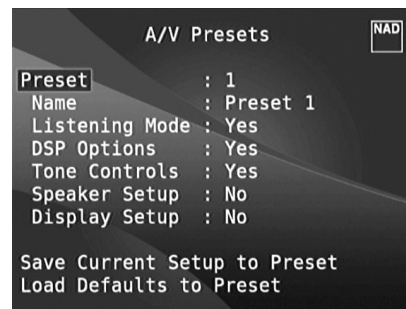 A/V Presets
NAD
Preset : 1
Name : Preset 1
Listening Mode : Yes
DSP Options : Yes
Tone Controls : Yes
Speaker Setup : No
Display Setup : No
Save Current Setup to Preset
Load Defaults to Preset